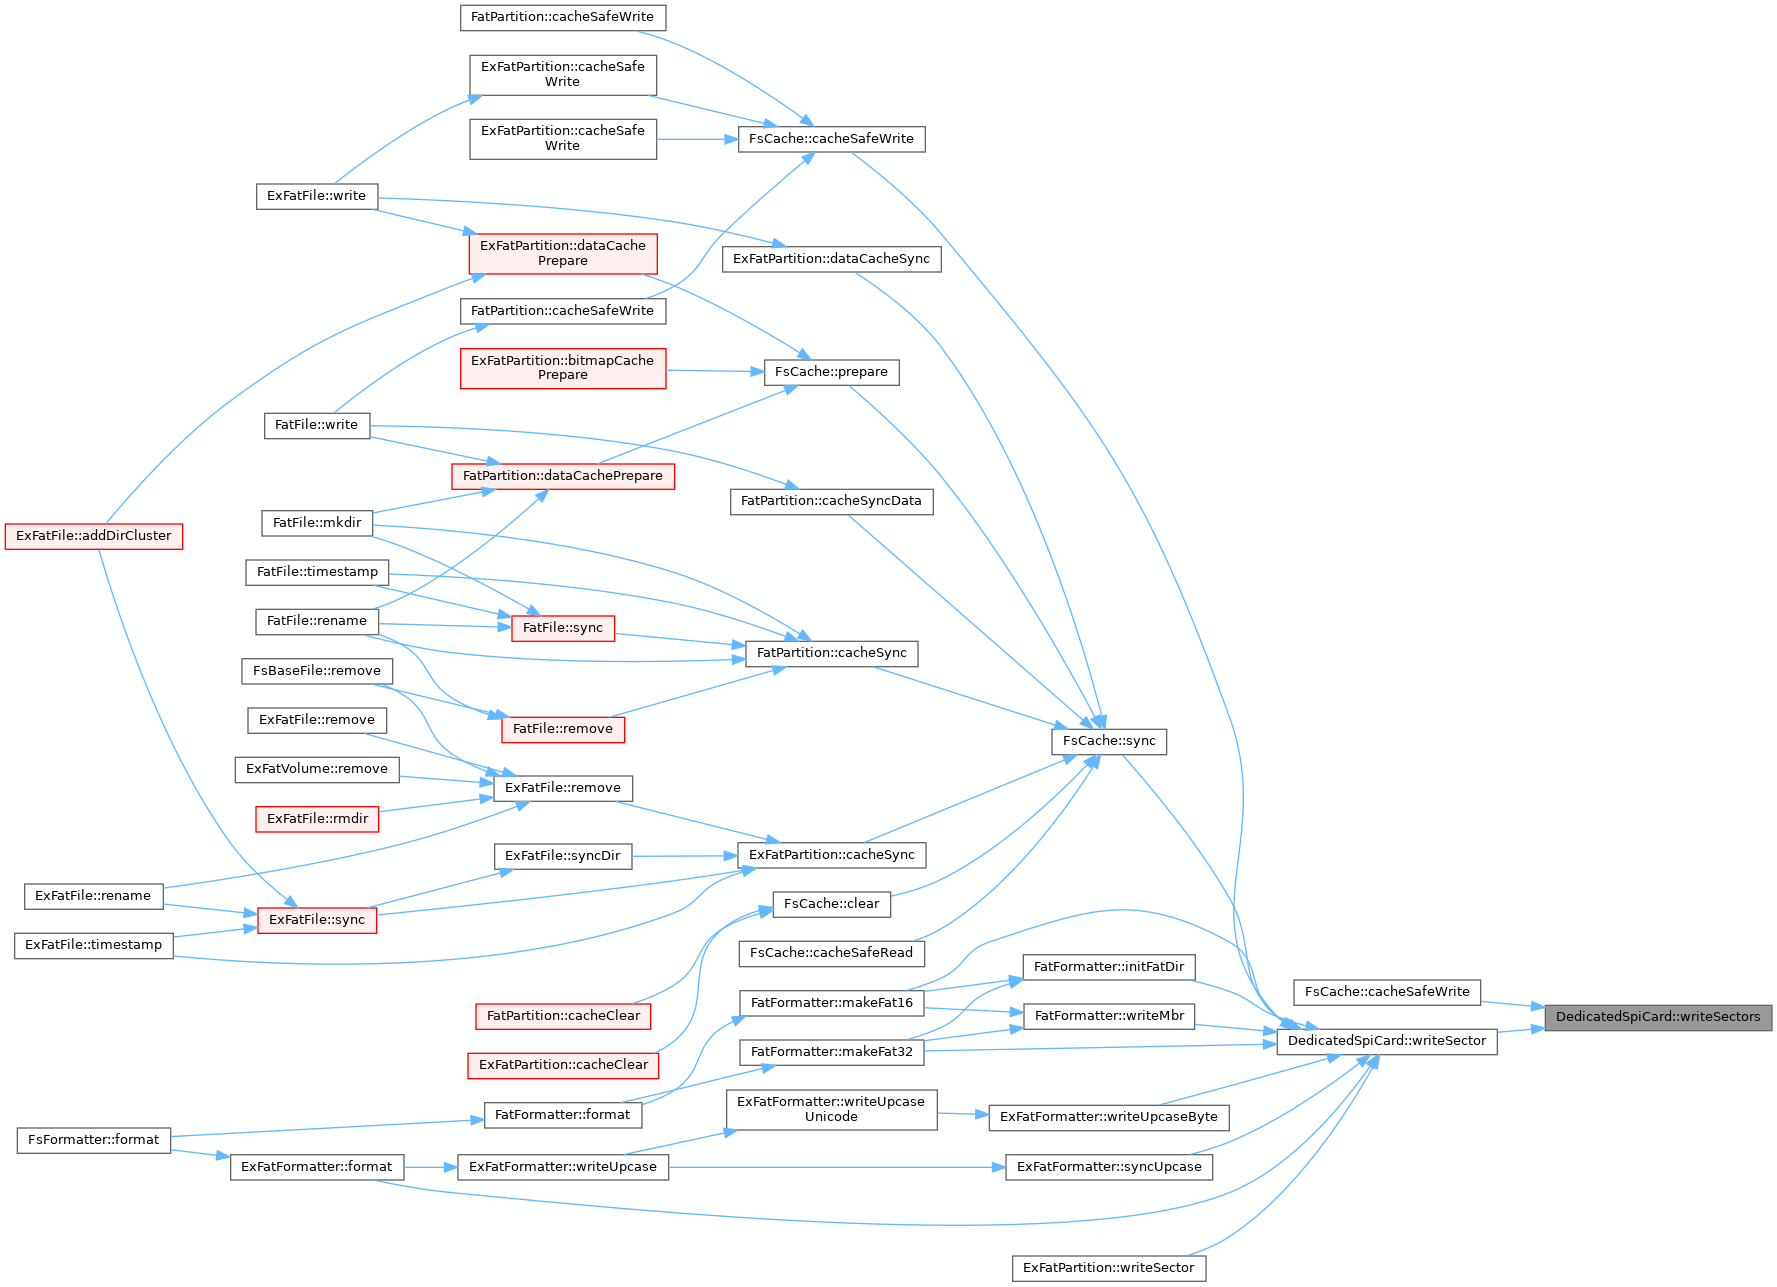 FatPartition::cacheSafeWrite
ExFatPartition::cacheSafe
Write
ExFatPartition::cacheSafe
Write
FsCache::cacheSafeWrite
ExFatFile::write
ExFatPartition::dataCache
Prepare
ExFatPartition::dataCacheSync
FatPartition::cacheSafeWrite
ExFatPartition::bitmapCache
Prepare
FsCache::prepare
FatFile::write
FatPartition::dataCachePrepare
FatPartition::cacheSyncData
FatFile::mkdir
ExFatFile::addDirCluster
FatFile::timestamp
FatFile::rename
FatFile::sync
FatPartition::cacheSync
FsBaseFile::remove
ExFatFile::remove
FatFile::remove
FsCache::sync
ExFatVolume::remove
ExFatFile::remove
ExFatFile::rmdir
ExFatFile::syncDir
ExFatPartition::cacheSync
ExFatFile::rename
FsCache::clear
ExFatFile::sync
ExFatFile::timestamp
FsCache::cacheSafeRead
FatFormatter::initFatDir
FsCache::cacheSafeWrite
FatFormatter::makeFat16
FatPartition::cacheClear
FatFormatter::writeMbr
DedicatedSpiCard::writeSectors
DedicatedSpiCard::writeSector
FatFormatter::makeFat32
ExFatPartition::cacheClear
ExFatFormatter::writeUpcase
Unicode
FatFormatter::format
ExFatFormatter::writeUpcaseByte
FsFormatter::format
ExFatFormatter::format
ExFatFormatter::writeUpcase
ExFatFormatter::syncUpcase
ExFatPartition::writeSector